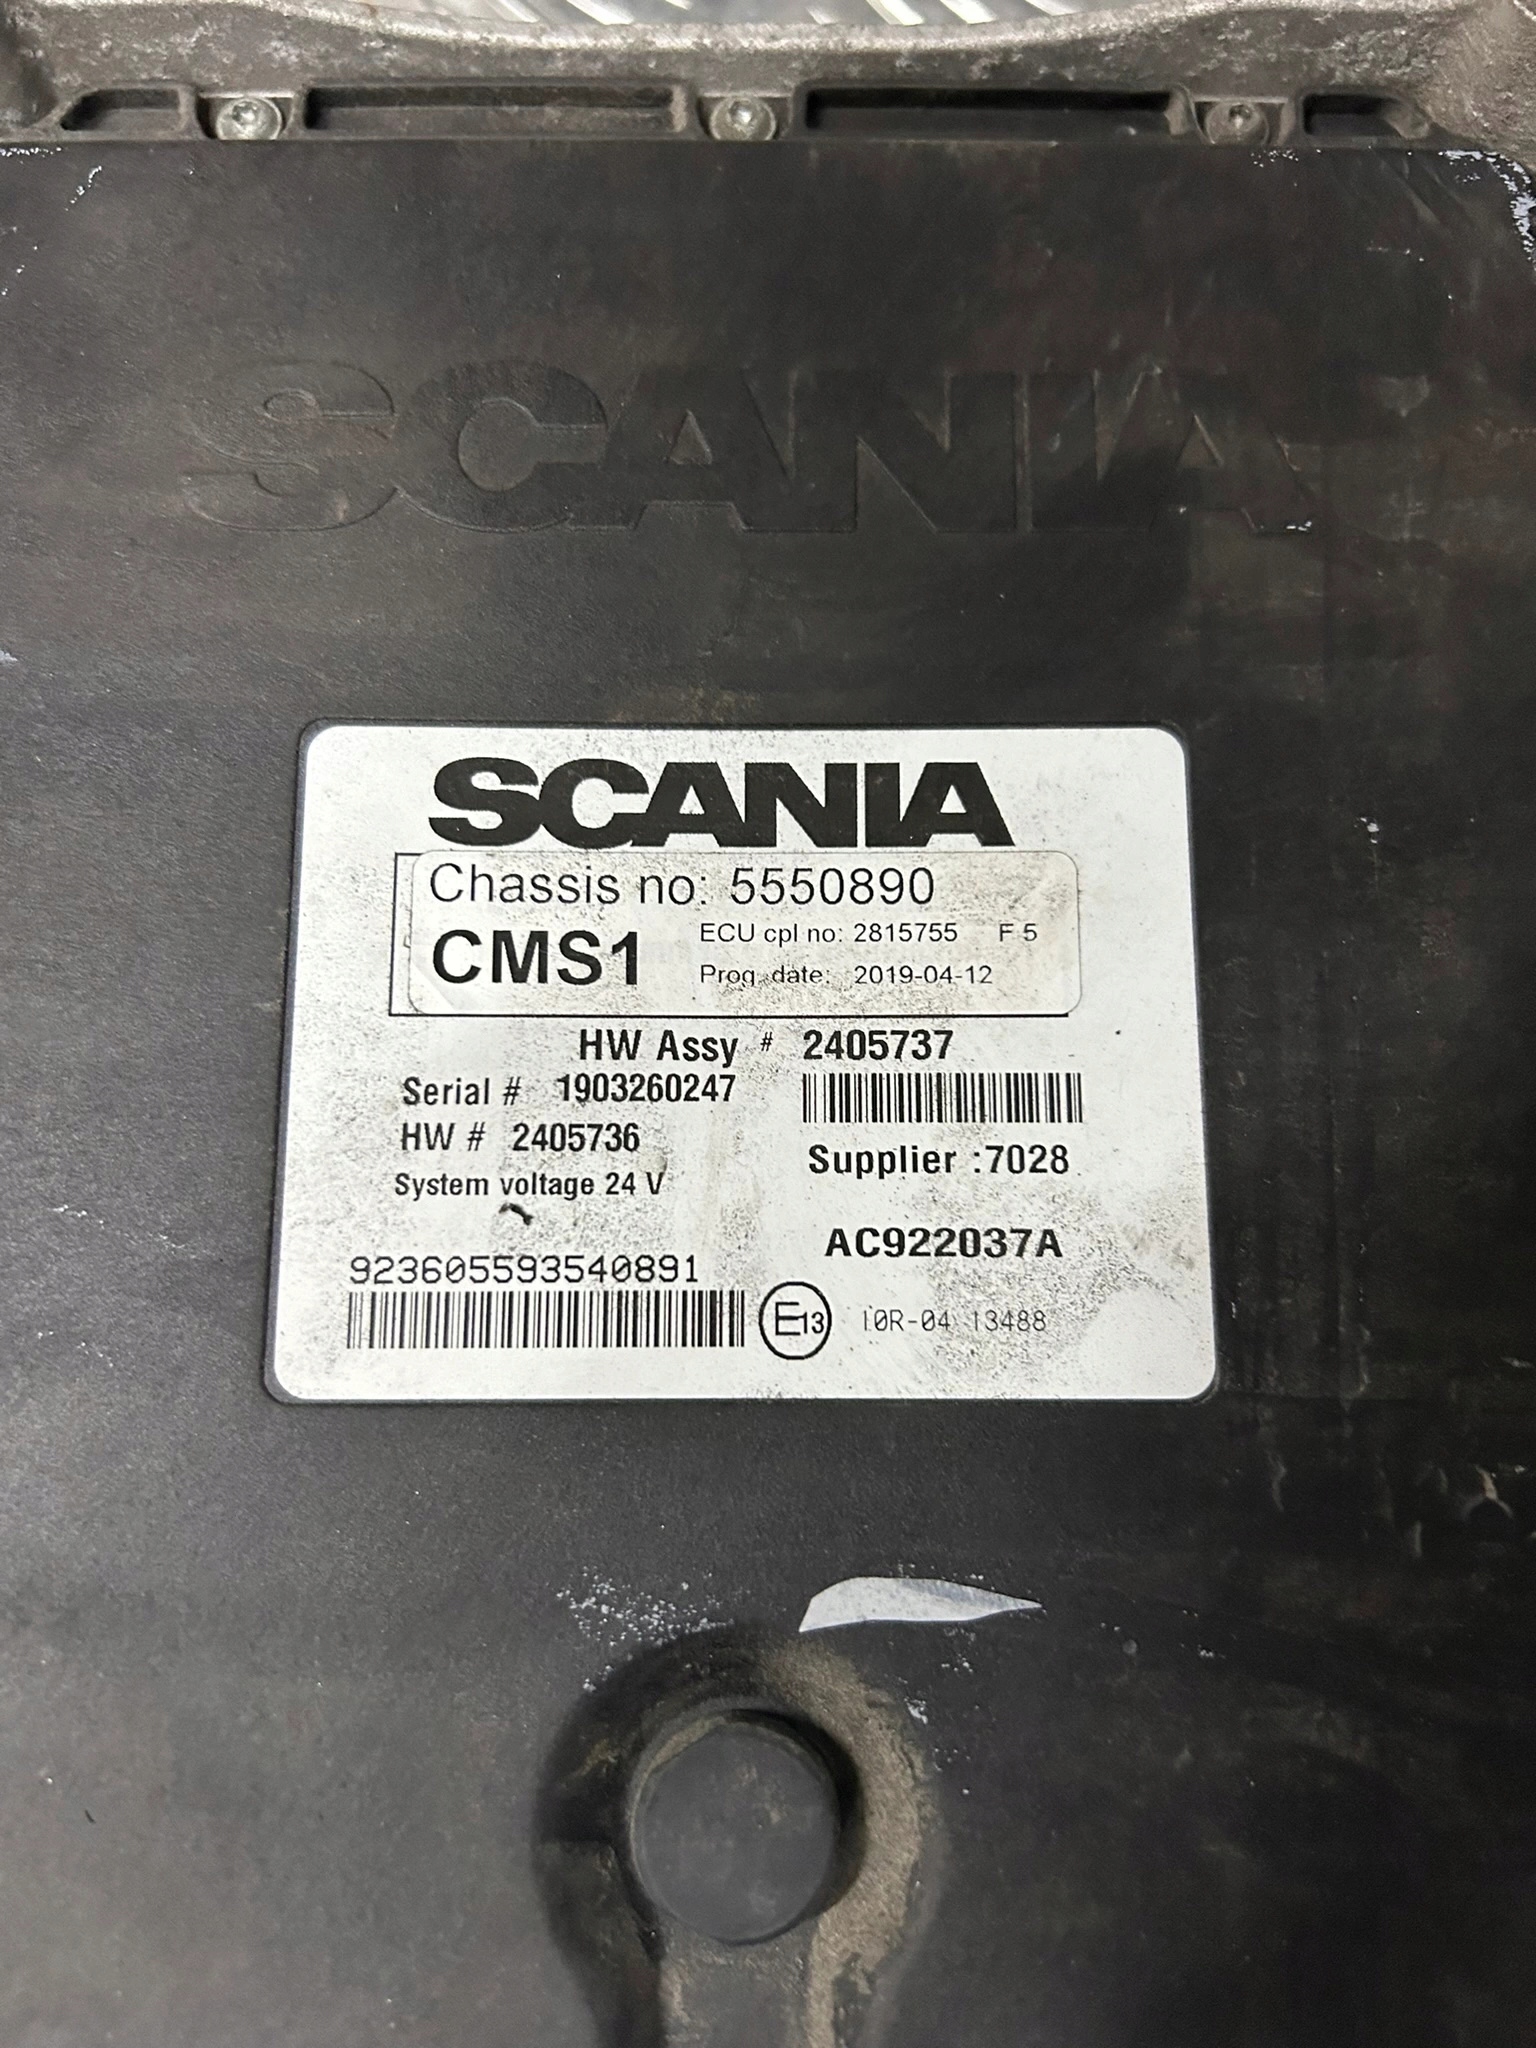 SCANIA
SCANIA
Chassis no: 5550890
CMS1
ECU cpl no: 2815755 F 5
Prog. date: 2019-04-12
HW Assy # 2405737
Serial # 1903260247
HW # 2405736
System voltage 24 V
Supplier :7028
AC922037A
923605593540891
E13 10R-04 13488